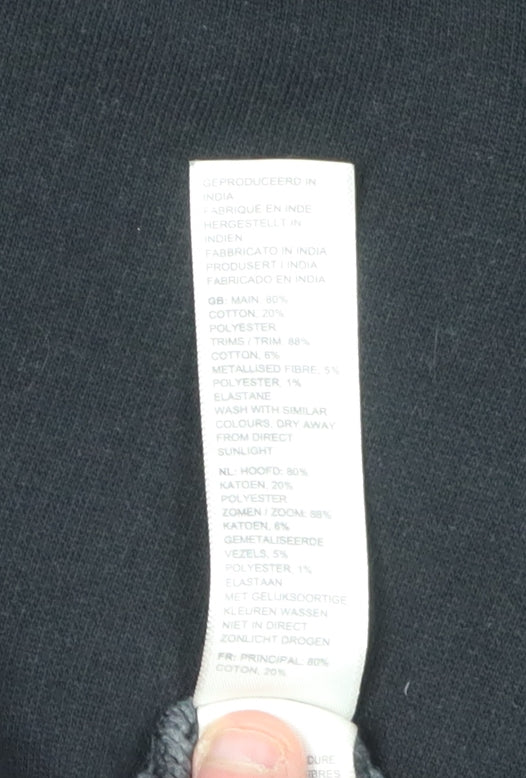 GEPRODUCEERD IN
INDIA
FABRIQUÉ EN INDE
HERGESTELLT IN
INDIEN
FABBRICATO IN INDIA
PRODUSERT I INDIA
FABRICADO EN INDIA
GB: MAIN: 80%
COTTON, 20%
POLYESTER
TRIMS / TRIM: 88%
COTTON, 6%
METALLISED FIBRE, 5%
POLYESTER, 1%
ELASTANE
WASH WITH SIMILAR
COLOURS, DRY AWAY
FROM DIRECT
SUNLIGHT
NL: HOOFD: 80%
KATOEN, 20%
POLYESTER
ZOMEN / ZOOM: 88%
KATOEN, 6%
GEMETALISEERDE
VEZELS, 5%
POLYESTER, 1%
ELASTAAN
MET GELIJKSOORTIGE
KLEUREN WASSEN
NIET IN DIRECT
ZONLICHT DROGEN
FR: PRINCIPAL: 80%
COTON, 20%